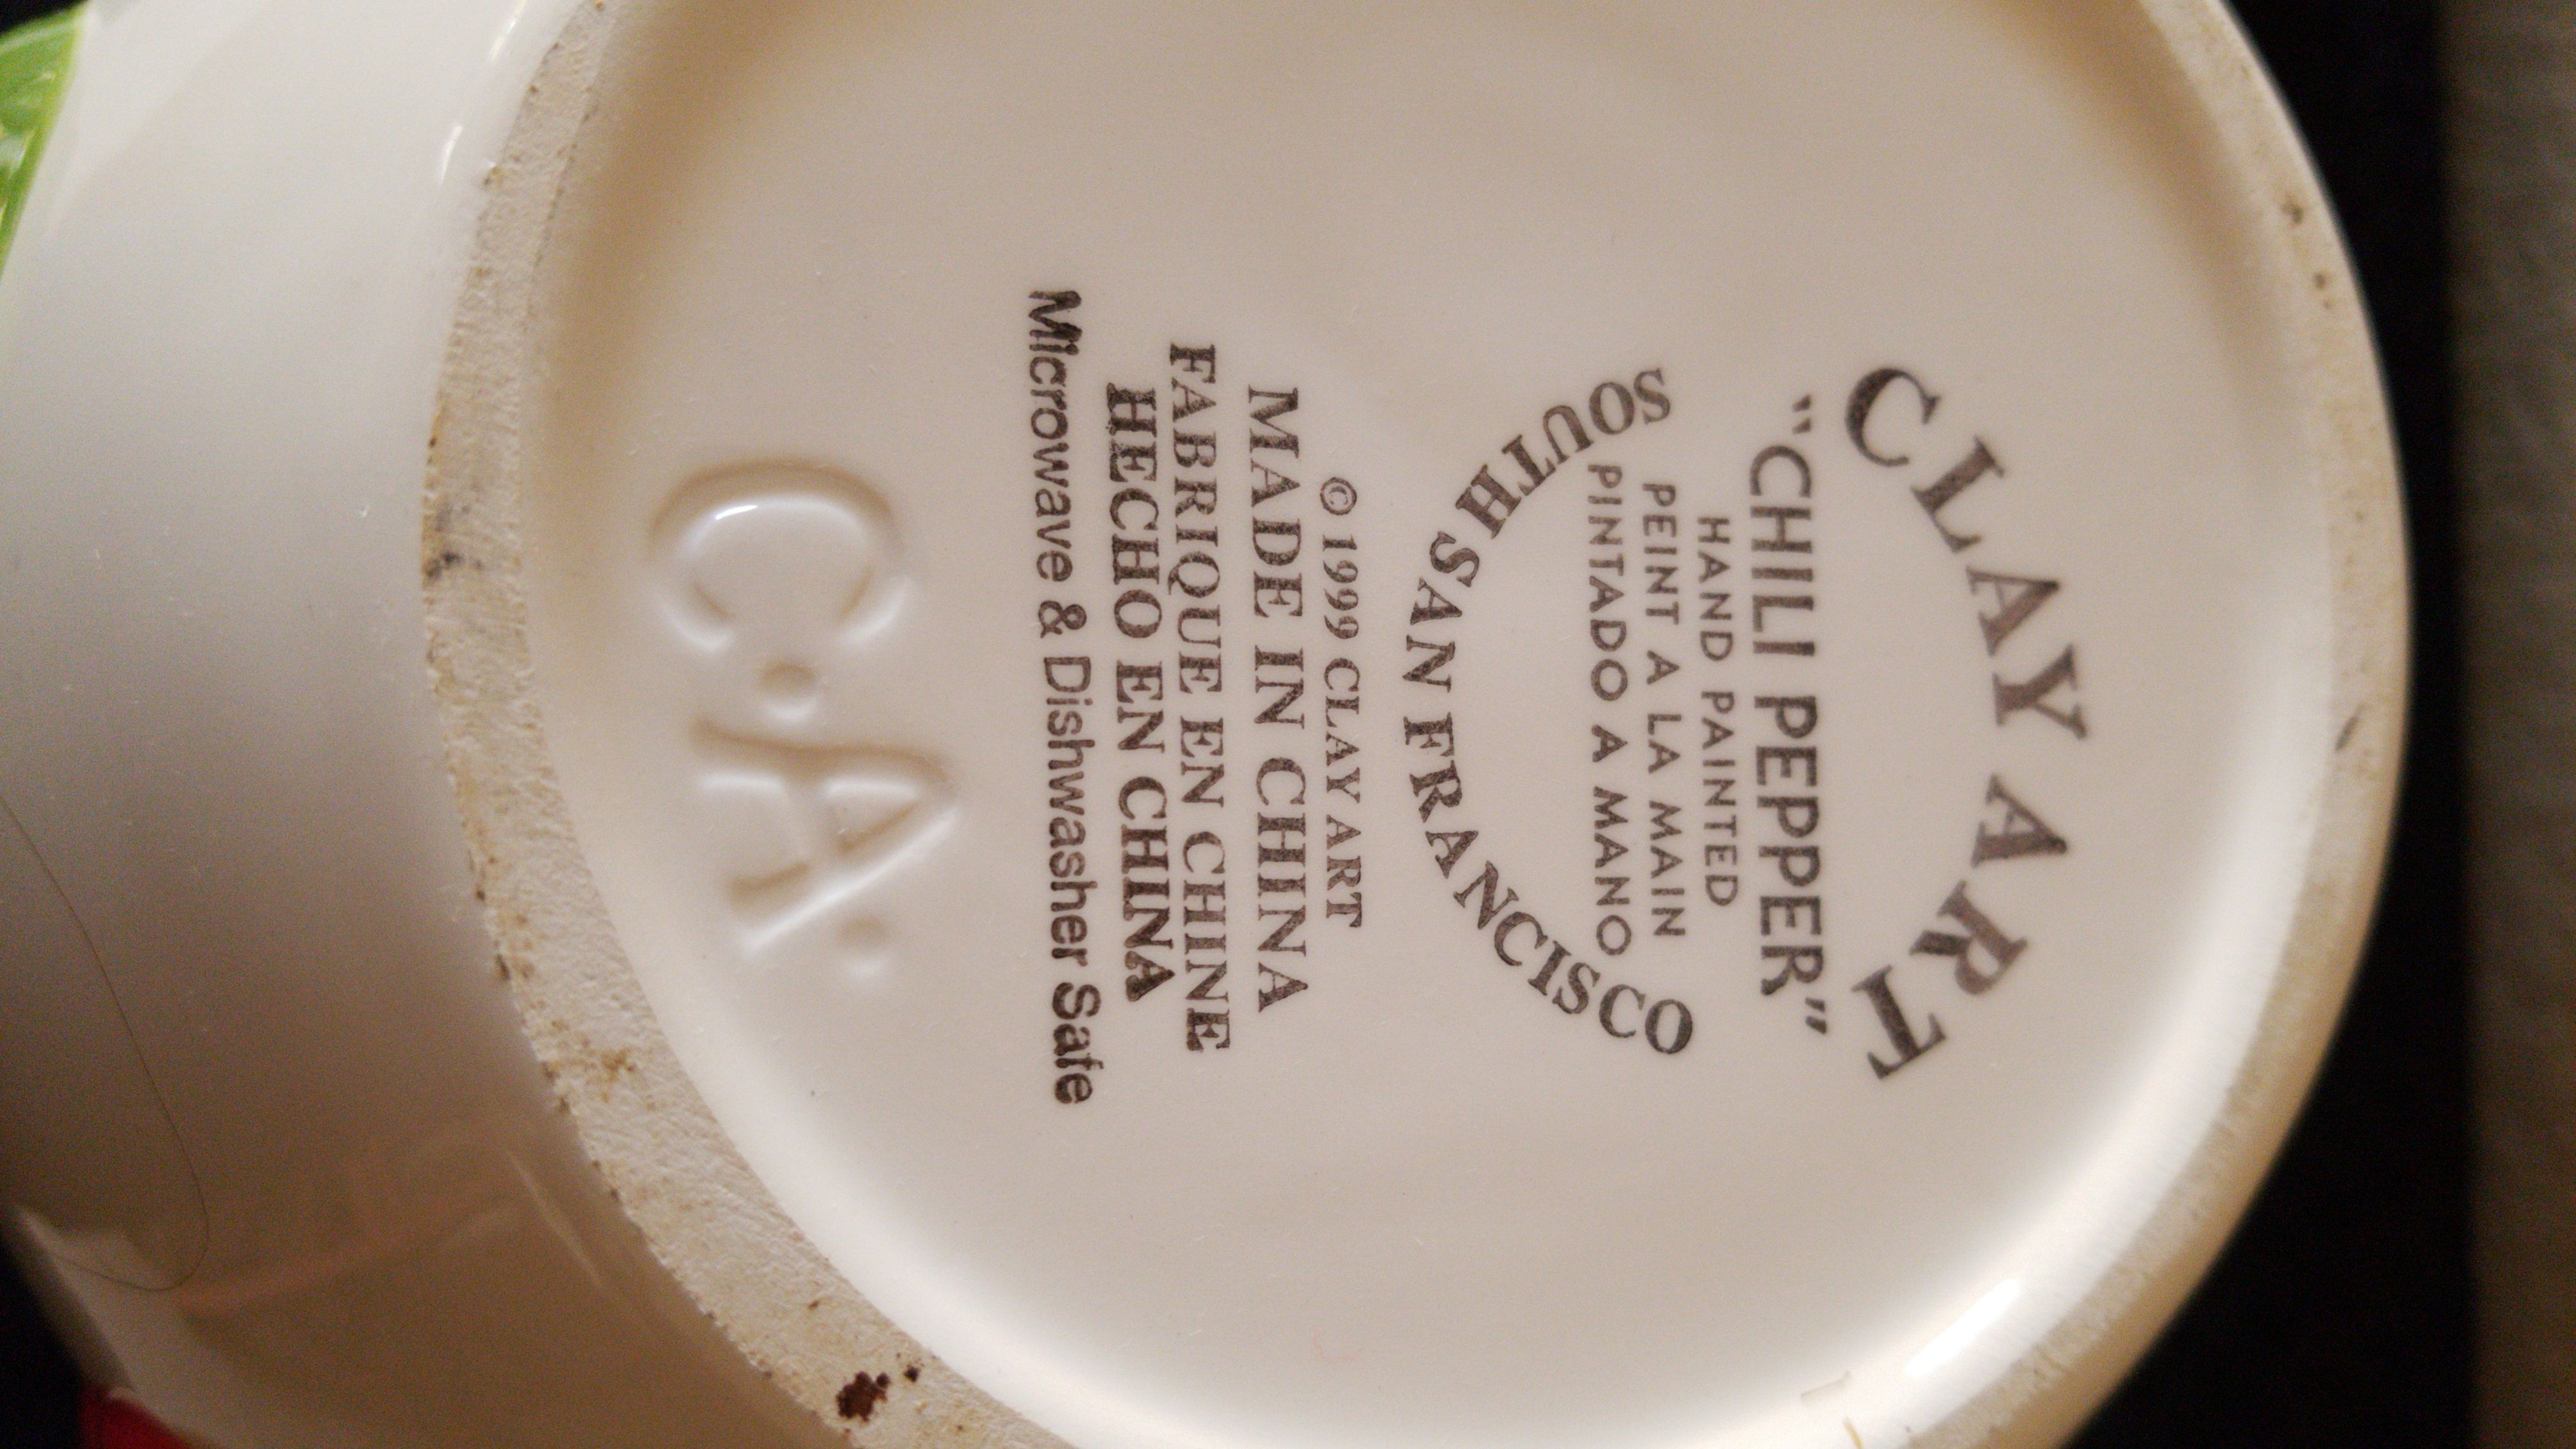 CLAY ART
"CHILI PEPPER"
HAND PAINTED
PEINT A LA MAIN
PINTADO A MANO
SOUTH SAN FRANCISCO
© 1999 CLAY ART
MADE IN CHINA
FABRIQUE EN CHINE
HECHO EN CHINA
Microwave & Dishwasher Safe
C.A.